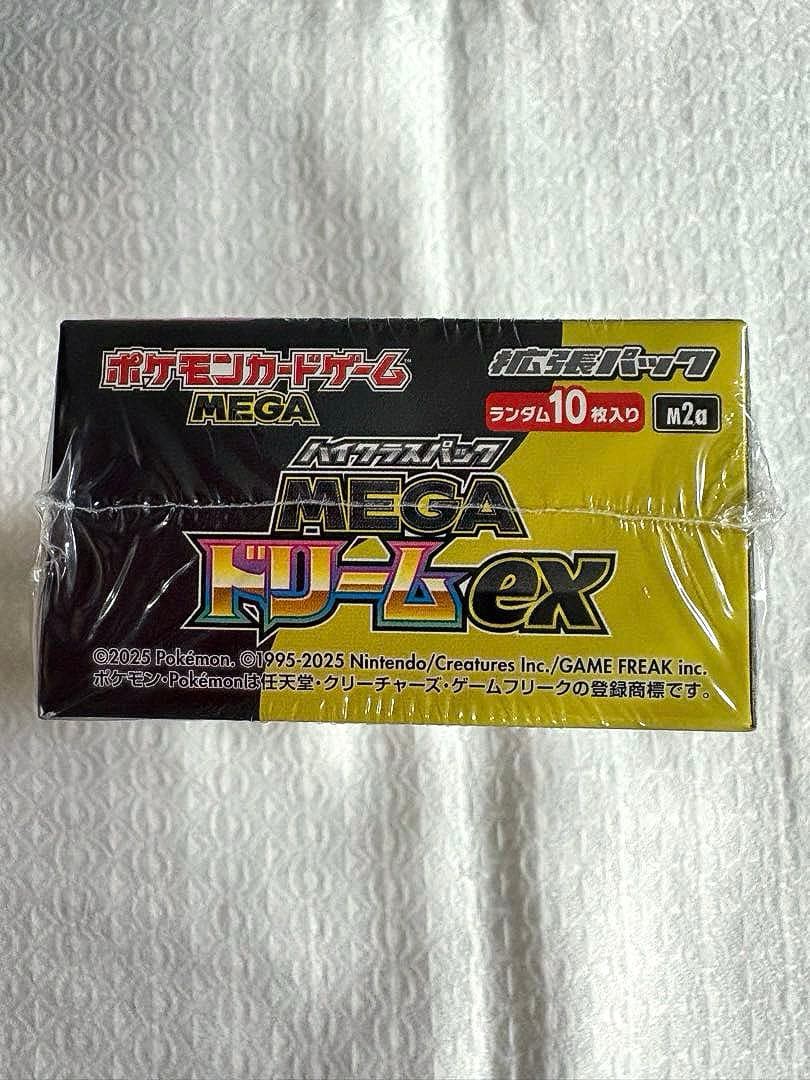 ポケモンカードゲーム™
MEGA
拡張パック
ランダム10枚入り
M2a
ハイクラスパック
MEGA
ドリームex
©2025 Pokémon. ©1995-2025 Nintendo/Creatures Inc./GAME FREAK inc.
ポケモン・Pokémonは任天堂・クリーチャーズ・ゲームフリークの登録商標です。